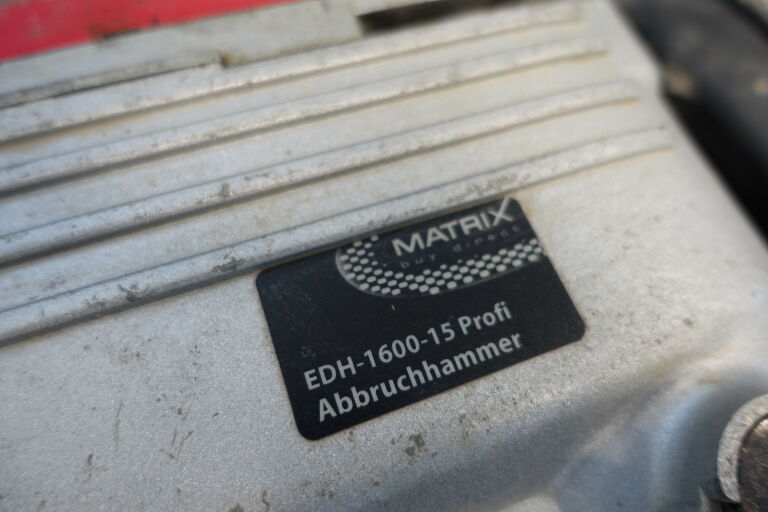 MATRIX
buy direct
EDH-1600-15 Profi
Abbruchhammer